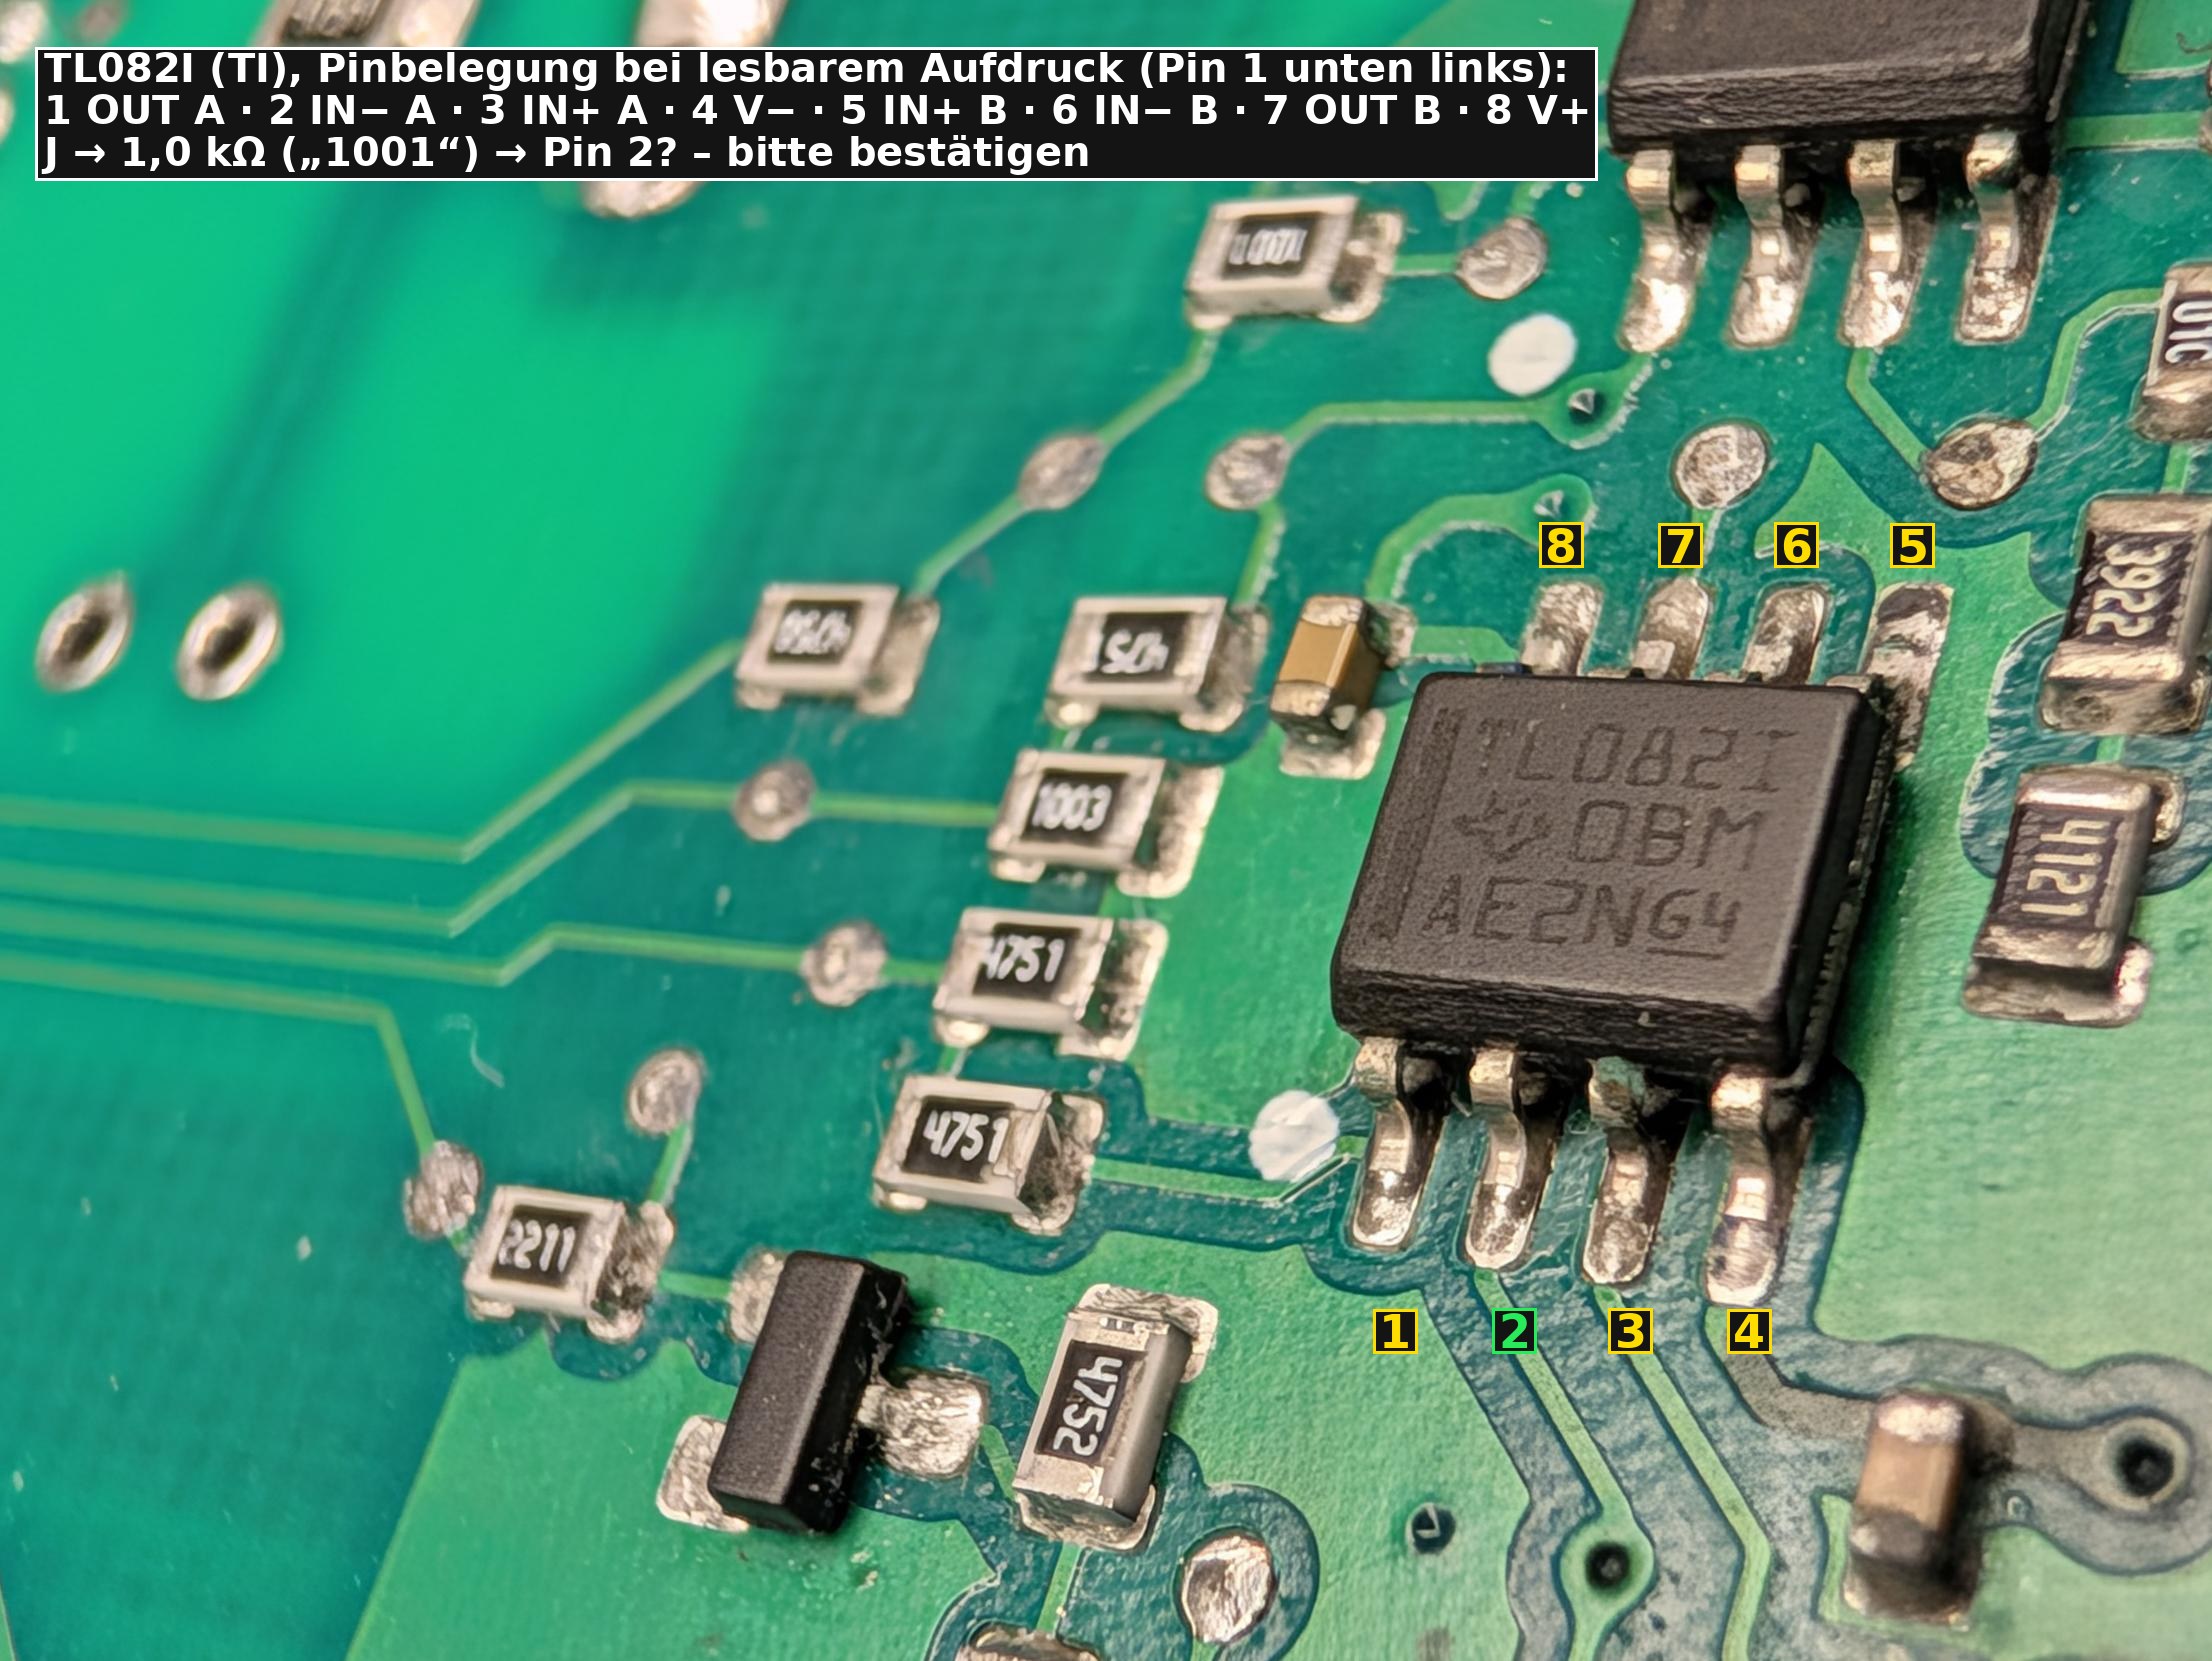 TL082I (TI), Pinbelegung bei lesbarem Aufdruck (Pin 1 unten links):
1 OUT A · 2 IN− A · 3 IN+ A · 4 V− · 5 IN+ B · 6 IN− B · 7 OUT B · 8 V+
J → 1,0 kΩ („1001“) → Pin 2? – bitte bestätigen
8 7 6 5
3922
TL082I
1003
OBM
4121
4751
AE2NG4
4751
2211
1 2 3 4
4752